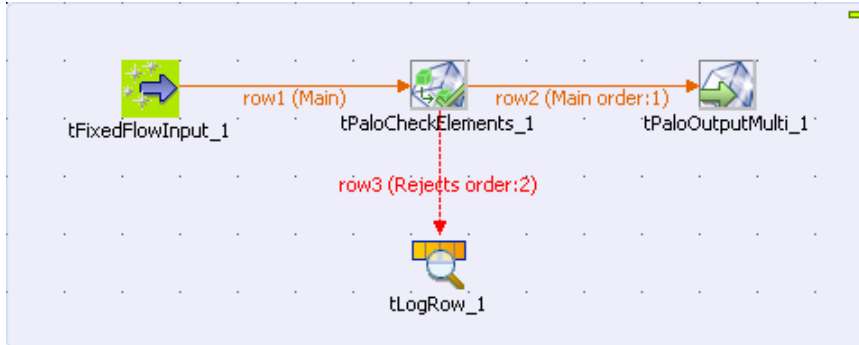 row1 (Main)
row2 (Main order:1)
tFixedFlowInput_1
tPaloCheckElements_1
tPaloOutputMulti_1
row3 (Rejects order:2)
tLogRow_1